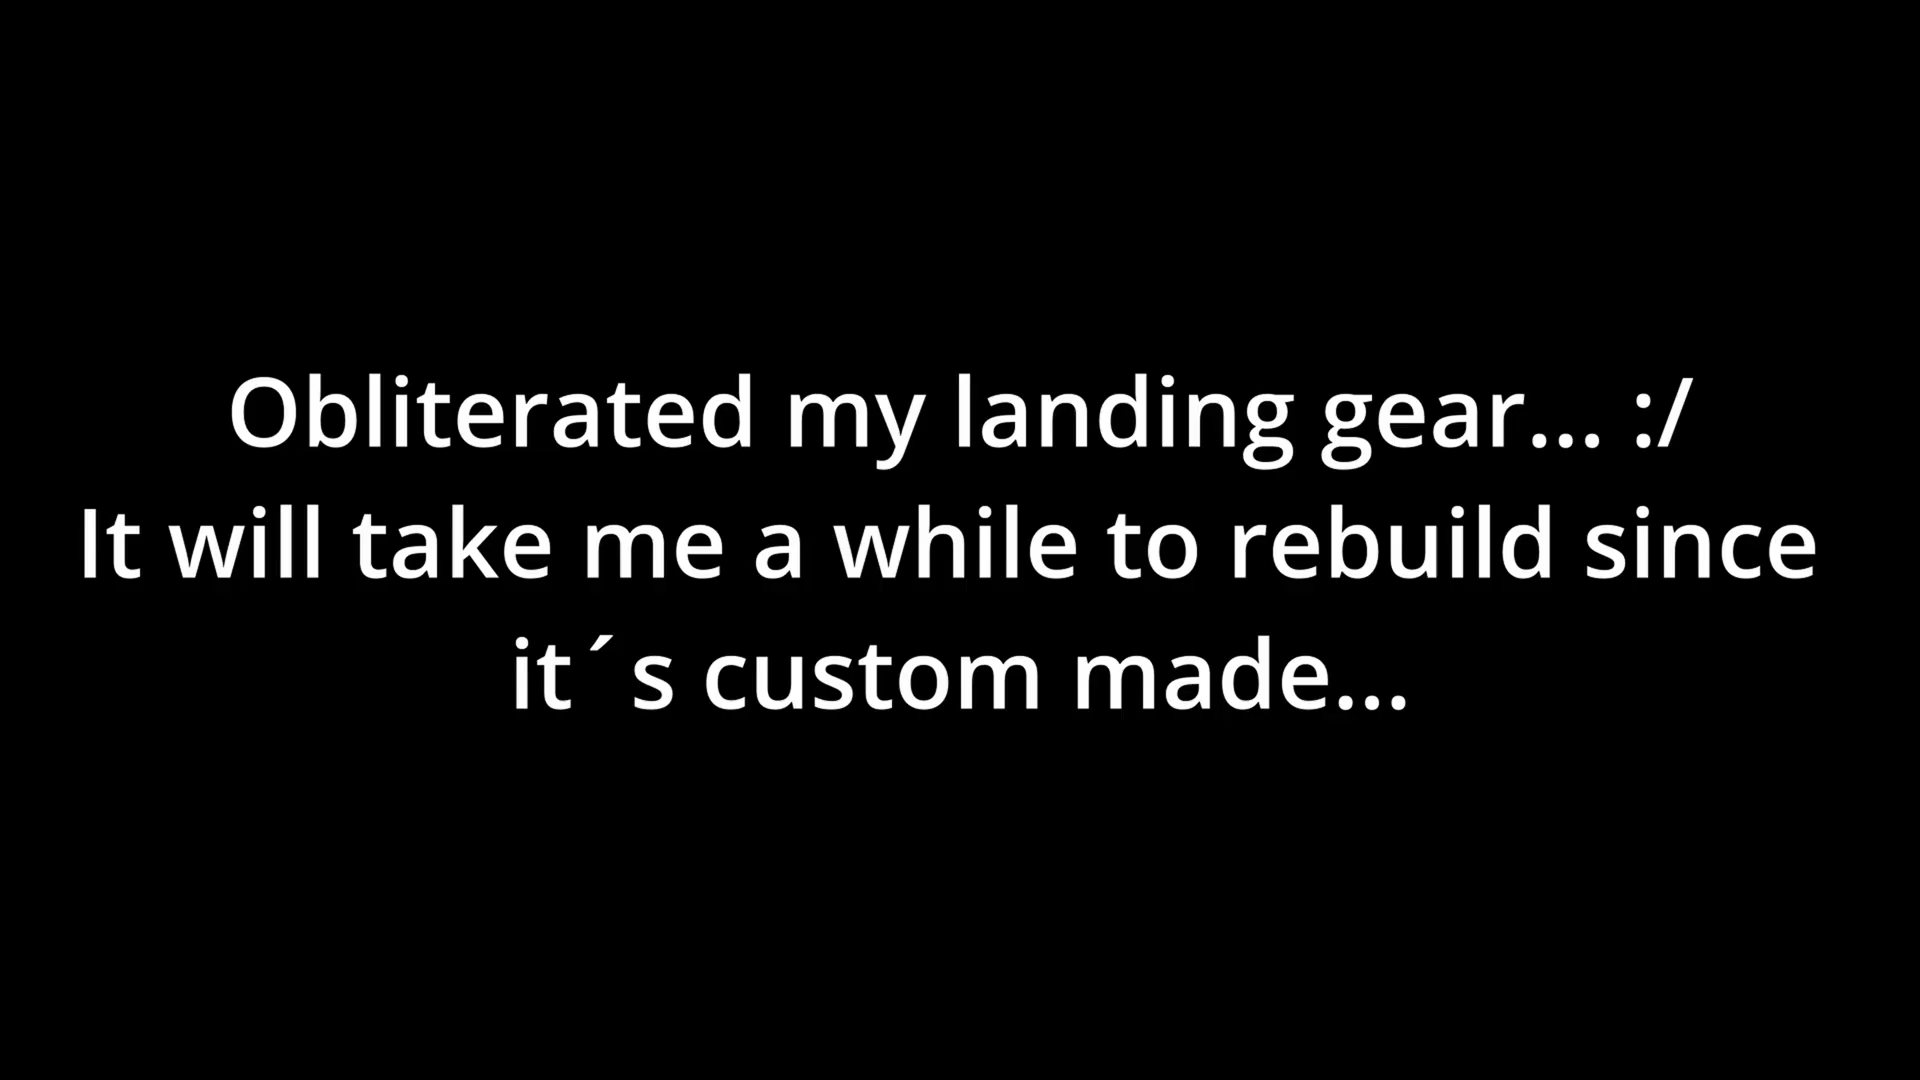 Obliterated my landing gear... :/
It will take me a while to rebuild since
it´s custom made...